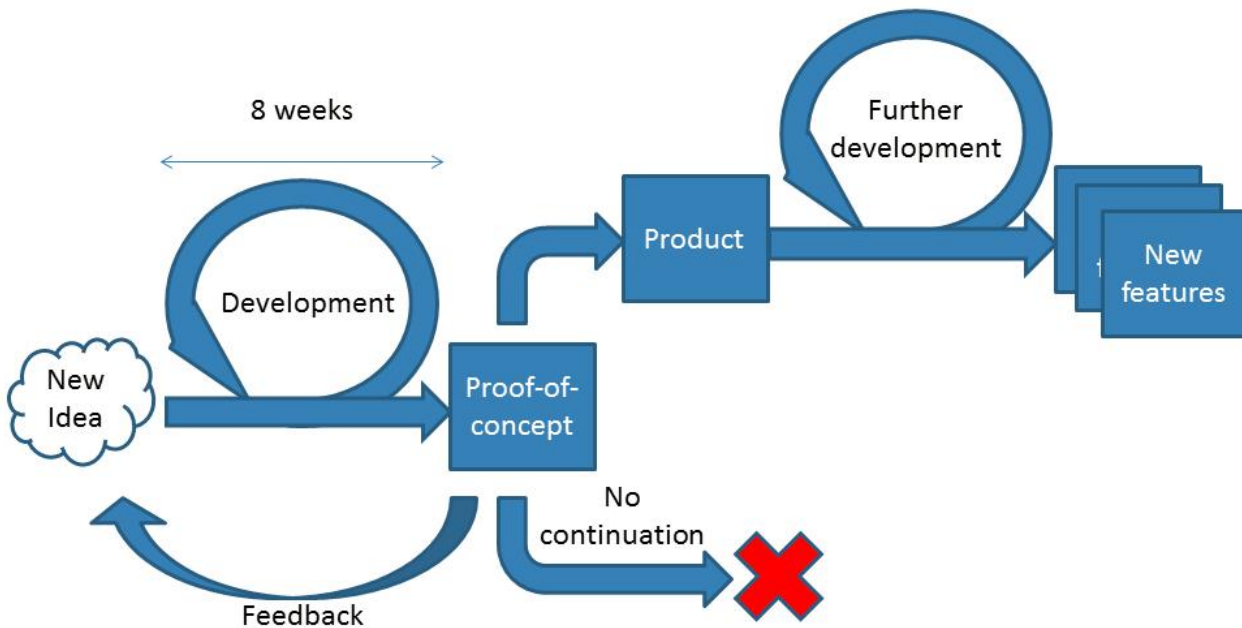 8 weeks
Further
development
Product
New
features
Development
New
Idea
Proof-of-
concept
No
continuation
Feedback